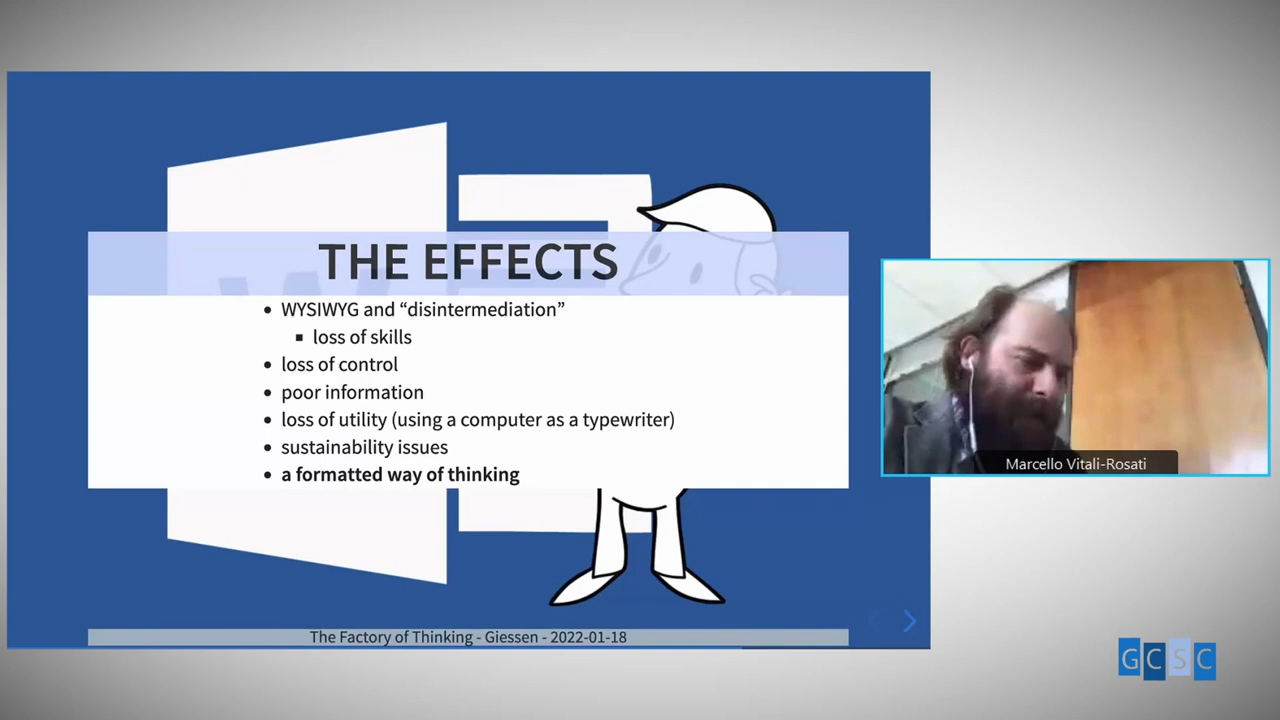 THE EFFECTS
WYSIWYG and “disintermediation”
loss of skills
loss of control
poor information
loss of utility (using a computer as a typewriter)
sustainability issues
a formatted way of thinking
The Factory of Thinking - Giessen - 2022-01-18
Marcello Vitali-Rosati
GCSC